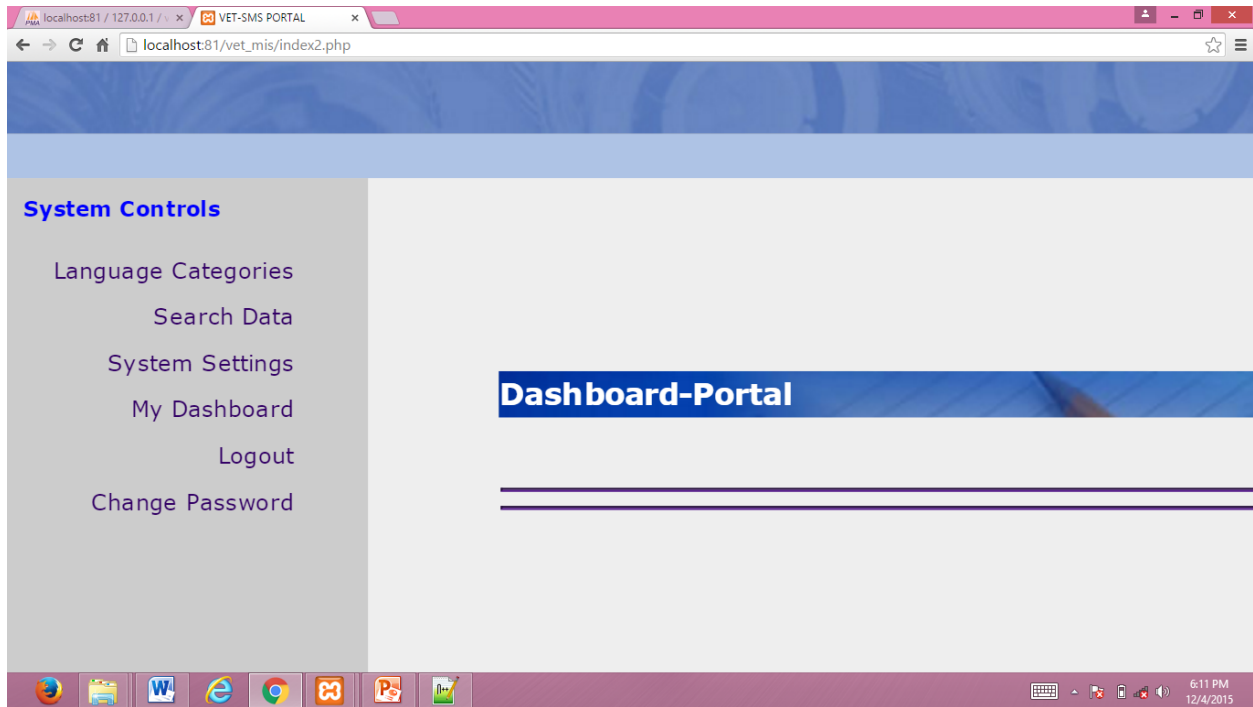 localhost:81 / 127.0.0.1 / v
VET-SMS PORTAL
localhost:81/vet_mis/index2.php
System Controls
Language Categories
Search Data
System Settings
My Dashboard
Logout
Change Password
Dashboard-Portal
6:11 PM
12/4/2015